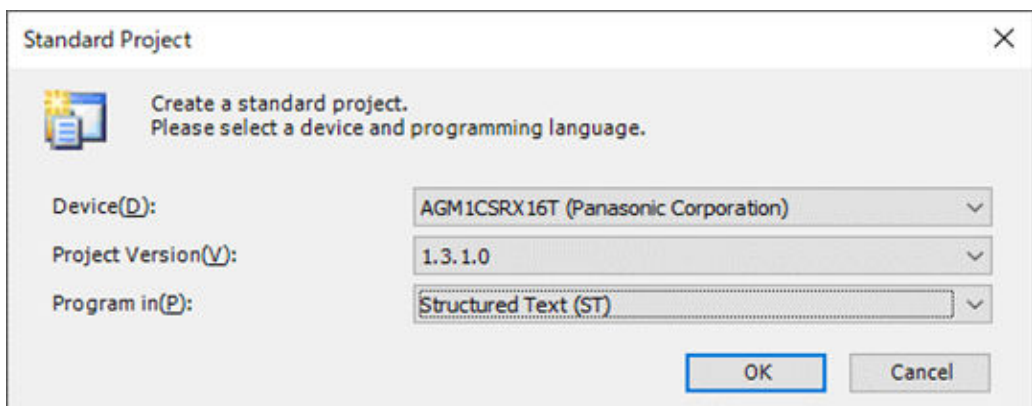 Standard Project
Create a standard project.
Please select a device and programming language.
Device(D): AGM1CSRX16T (Panasonic Corporation)
Project Version(V): 1.3.1.0
Program in(P): Structured Text (ST)
OK Cancel